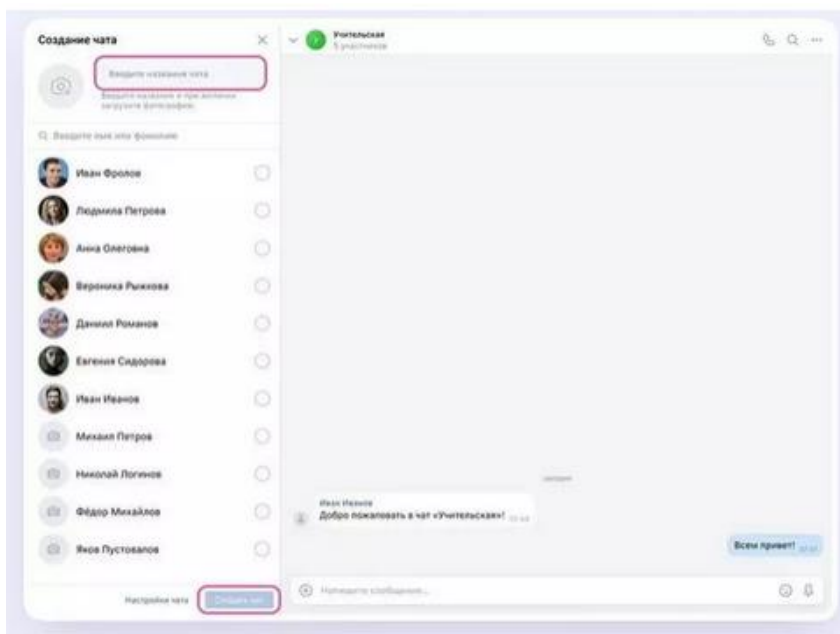 Создание чата
Введите название чата
Введите название и при желании
загрузите фотографию.
Введите имя или фамилию
Иван Фролов
Людмила Петрова
Анна Олеговна
Вероника Рыжкова
Даниил Романов
Евгения Сидорова
Иван Иванов
Михаил Петров
Николай Логинов
Фёдор Михайлов
Яков Пустовалов
Настройки чата
Создать чат
Учительская
5 участников
сегодня
Иван Иванов
Добро пожаловать в чат «Учительская»!
Всем привет!
Напишите сообщение...